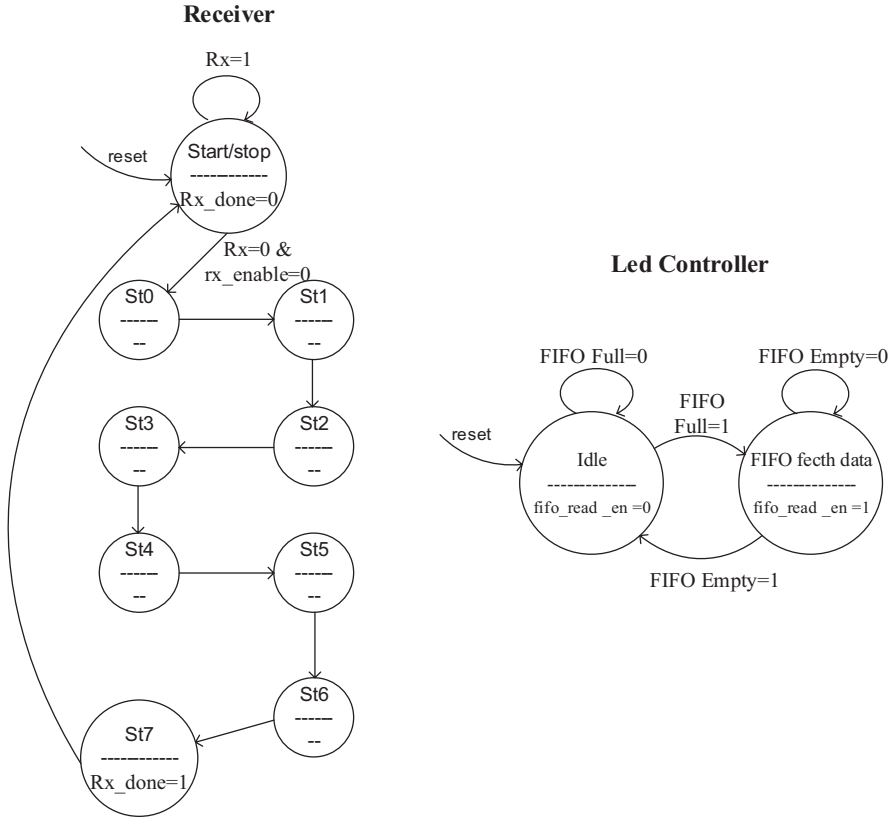 Receiver
Rx=1
reset
Start/stop
-------------
Rx_done=0
Rx=0 &
rx_enable=0
St0
------
--
St1
------
--
St3
------
--
St2
------
--
St4
------
--
St5
------
--
St6
------
--
St7
-------------
Rx_done=1
Led Controller
FIFO Full=0
FIFO Empty=0
FIFO
Full=1
reset
Idle
---------------
fifo_read _en =0
FIFO fecth data
---------------
fifo_read _en =1
FIFO Empty=1